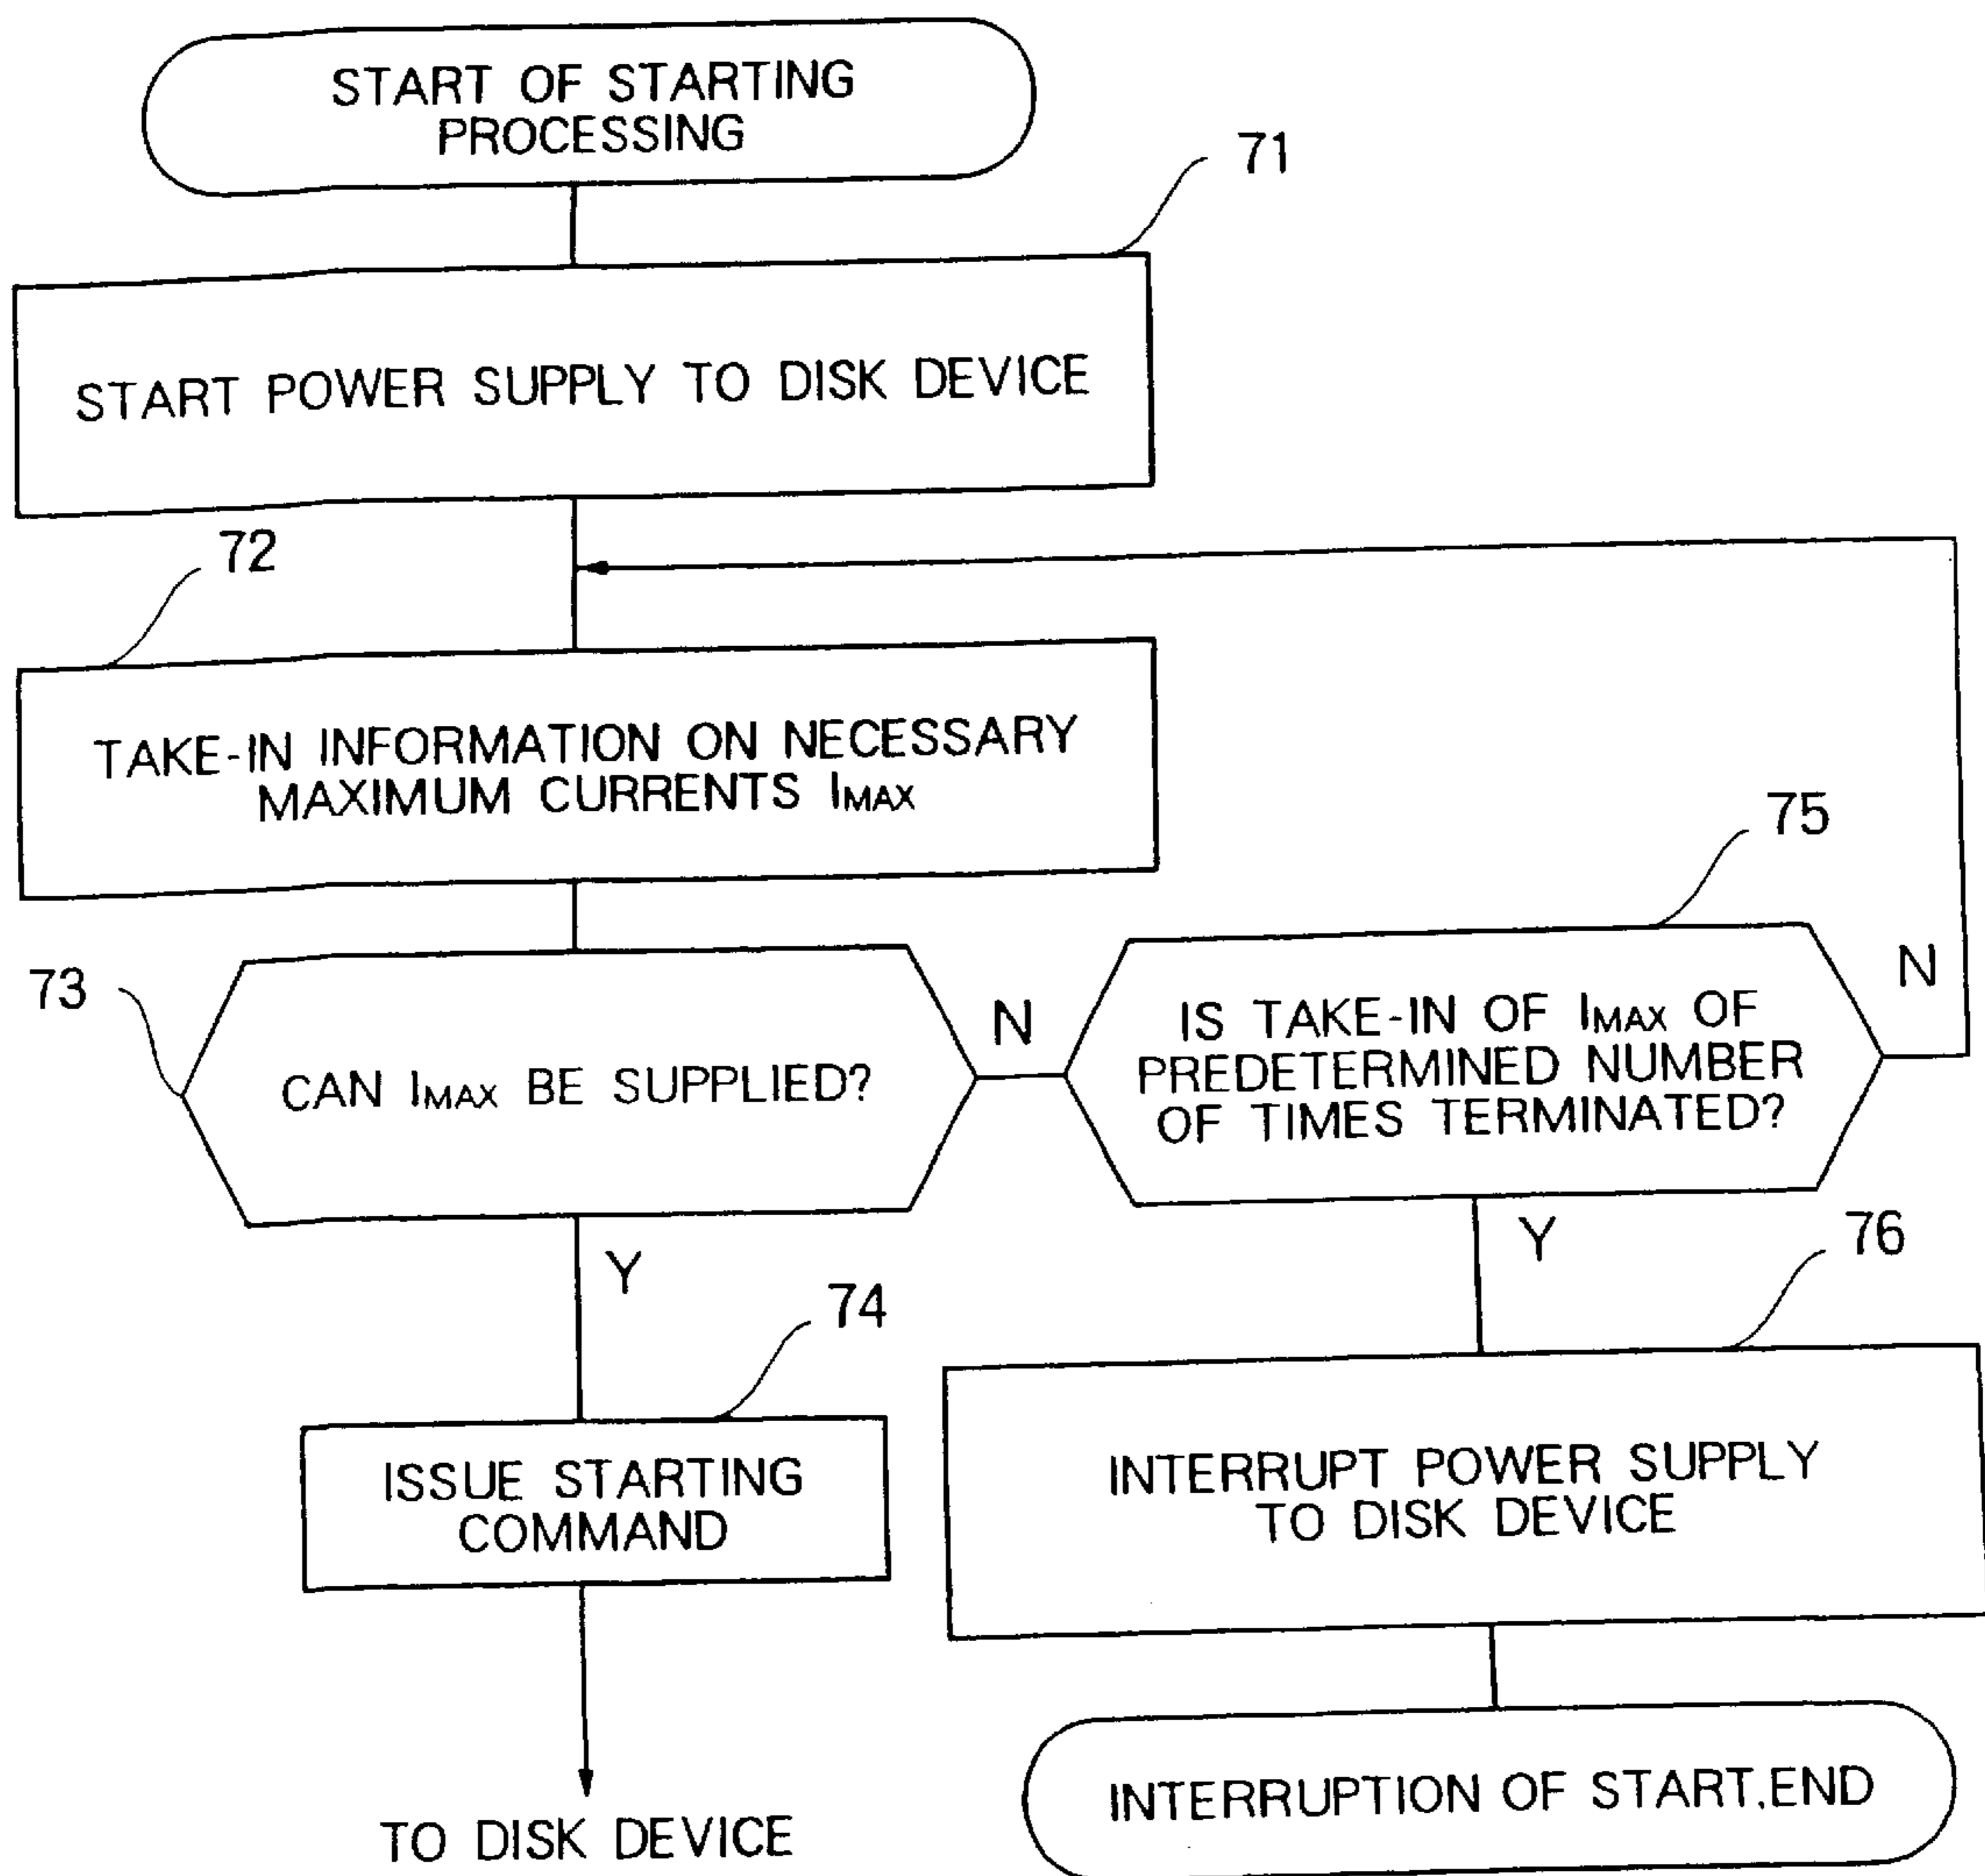 START OF STARTING
PROCESSING
71
START POWER SUPPLY TO DISK DEVICE
72
TAKE-IN INFORMATION ON NECESSARY
MAXIMUM CURRENTS IMAX
73
CAN IMAX BE SUPPLIED?
N
75
IS TAKE-IN OF IMAX OF
PREDETERMINED NUMBER
OF TIMES TERMINATED?
N
Y
74
ISSUE STARTING
COMMAND
TO DISK DEVICE
Y
76
INTERRUPT POWER SUPPLY
TO DISK DEVICE
INTERRUPTION OF START.END